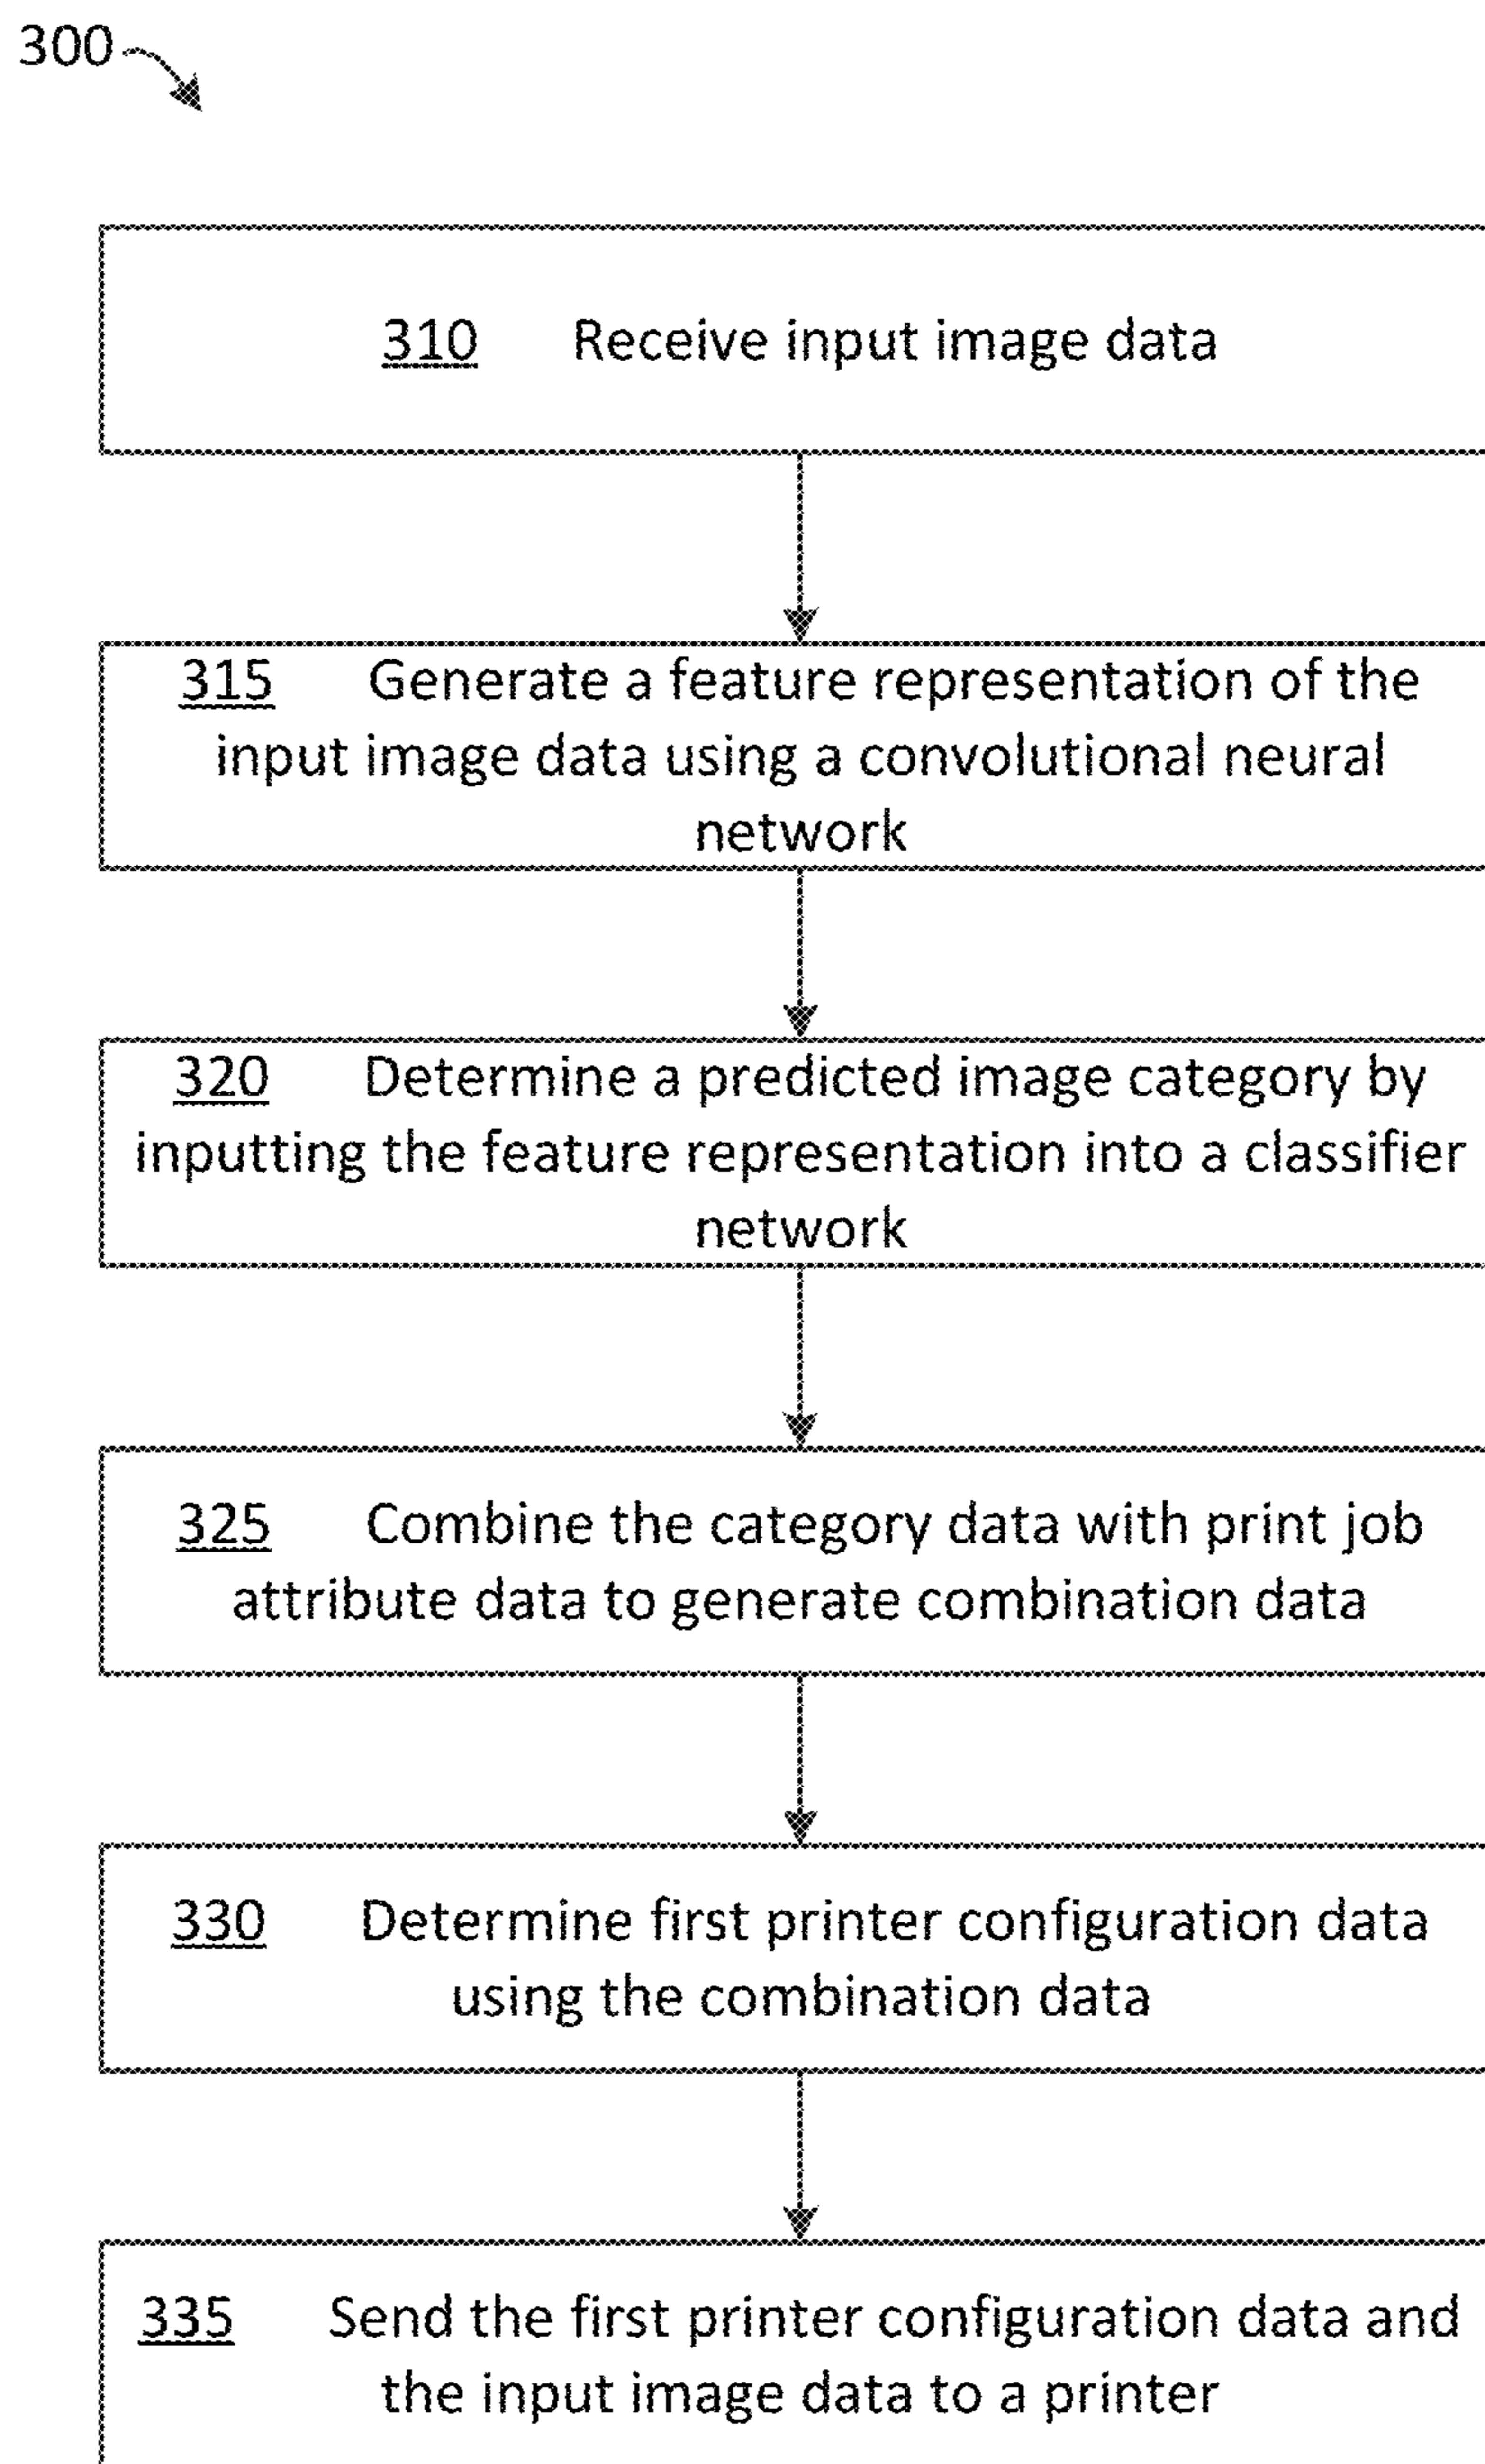 300
310 Receive input image data
315 Generate a feature representation of the
input image data using a convolutional neural
network
320 Determine a predicted image category by
inputting the feature representation into a classifier
network
325 Combine the category data with print job
attribute data to generate combination data
330 Determine first printer configuration data
using the combination data
335 Send the first printer configuration data and
the input image data to a printer